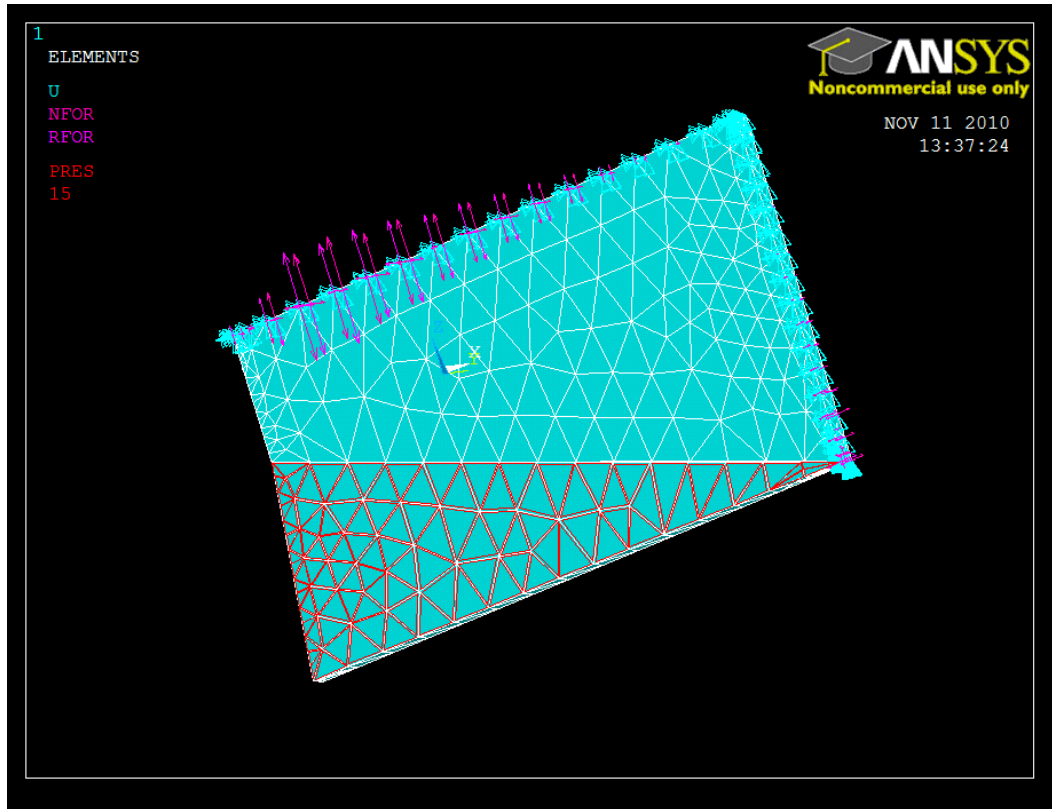 1
ELEMENTS
U
NFOR
RFOR
PRES
15
ANSYS
Noncommercial use only
NOV 11 2010
13:37:24
Z
X